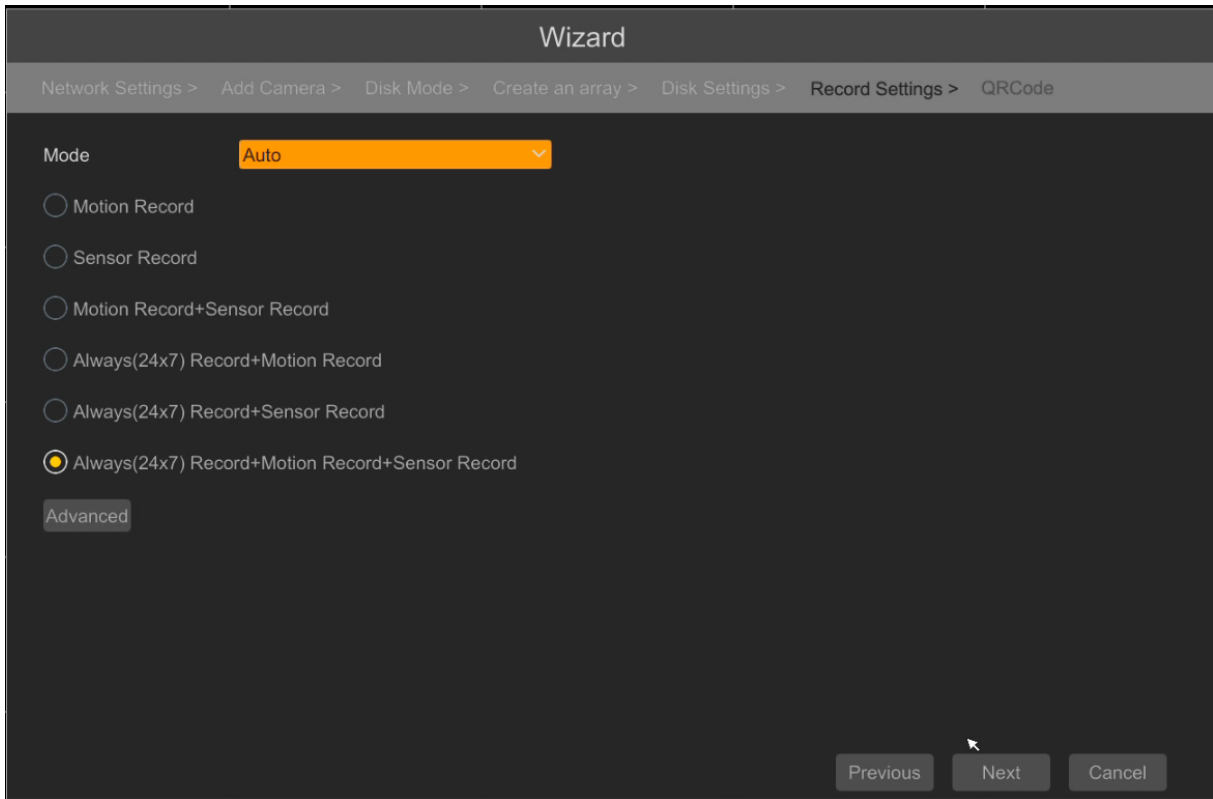 Wizard
Network Settings > Add Camera > Disk Mode > Create an array > Disk Settings > Record Settings > QRCode
Mode Auto
Motion Record
Sensor Record
Motion Record+Sensor Record
Always(24x7) Record+Motion Record
Always(24x7) Record+Sensor Record
Always(24x7) Record+Motion Record+Sensor Record
Advanced
Previous Next Cancel